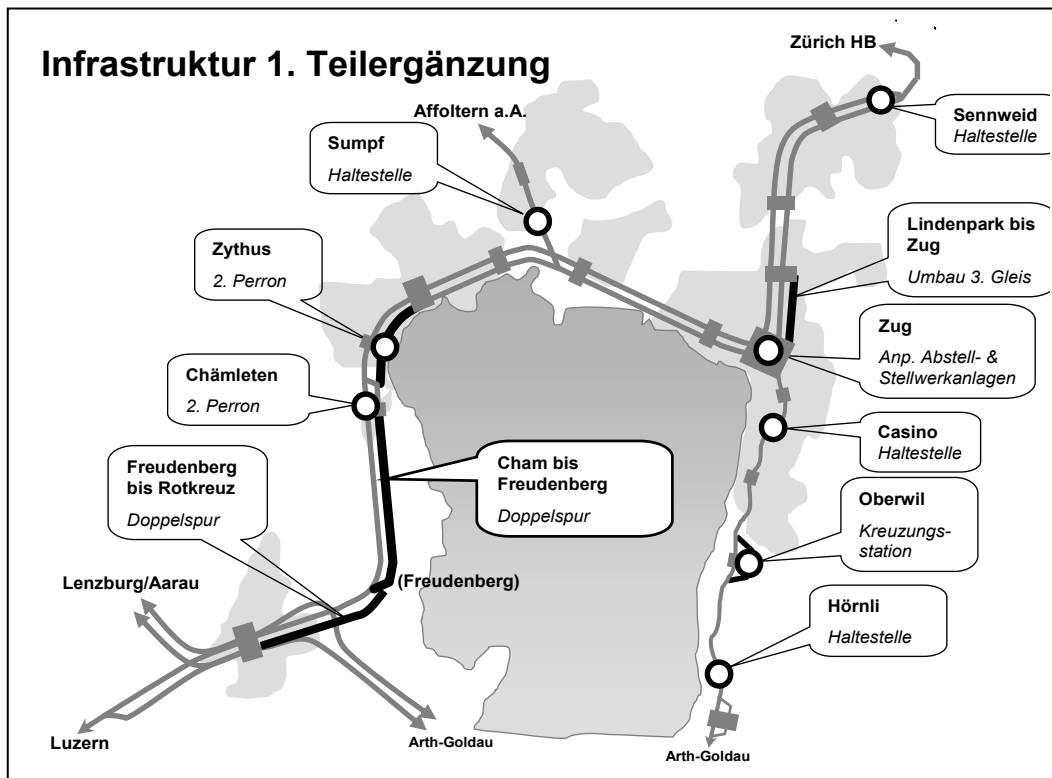 Infrastruktur 1. Teilergänzung
Zürich HB
Affoltern a.A.
Sennweid
Haltestelle
Sumpf
Haltestelle
Lindenpark bis
Zug
Umbau 3. Gleis
Zythus
2. Perron
Zug
Anp. Abstell- &
Stellwerkanlagen
Chämleten
2. Perron
Casino
Haltestelle
Freudenberg
bis Rotkreuz
Doppelspur
Cham bis
Freudenberg
Doppelspur
Oberwil
Kreuzungs-
station
Lenzburg/Aarau
(Freudenberg)
Hörnli
Haltestelle
Luzern
Arth-Goldau
Arth-Goldau